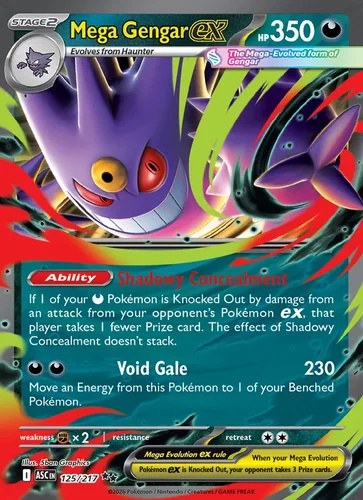 STAGE2 Mega Gengar ex HP350
Evolves from Haunter
The Mega-Evolved form of
Gengar
Ability Shadowy Concealment
If 1 of your Pokémon is Knocked Out by damage from
an attack from your opponent's Pokémon ex, that
player takes 1 fewer Prize card. The effect of Shadowy
Concealment doesn't stack.
Void Gale 230
Move an Energy from this Pokémon to 1 of your Benched
Pokémon.
weakness ×2 resistance retreat
Illus. 5ban Graphics
I ASC EN 125/217 ★★
Mega Evolution ex rule
When your Mega Evolution
Pokémon ex is Knocked Out, your opponent takes 3 Prize cards.
©2026 Pokémon / Nintendo / Creatures / GAME FREAK